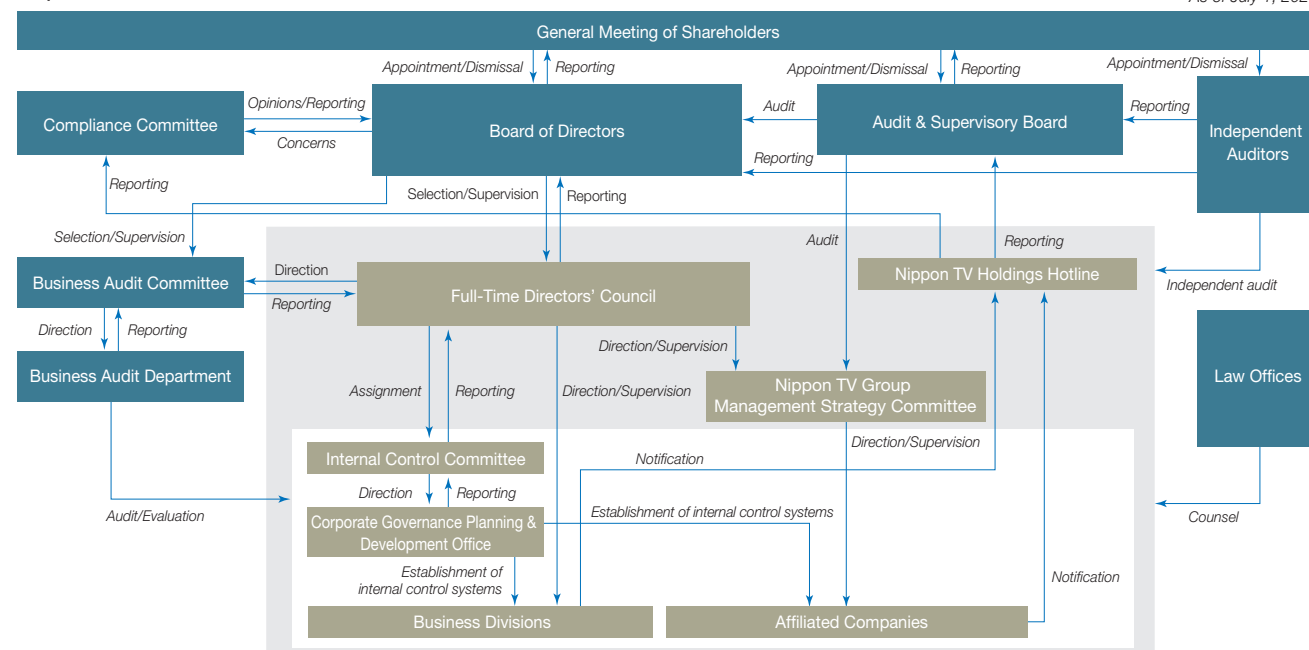 As of July 1, 202
General Meeting of Shareholders
Appointment/Dismissal
Reporting
Appointment/Dismissal
Reporting
Appointment/Dismissal
Compliance Committee
Opinions/Reporting
Concerns
Board of Directors
Audit
Audit & Supervisory Board
Reporting
Independent
Auditors
Reporting
Reporting
Selection/Supervision
Reporting
Selection/Supervision
Audit
Reporting
Business Audit Committee
Direction
Reporting
Full-Time Directors’ Council
Nippon TV Holdings Hotline
Independent audit
Direction
Reporting
Direction/Supervision
Business Audit Department
Assignment
Reporting
Direction/Supervision
Nippon TV Group
Management Strategy Committee
Law Offices
Direction/Supervision
Internal Control Committee
Notification
Direction
Reporting
Audit/Evaluation
Corporate Governance Planning &
Development Office
Establishment of internal control systems
Counsel
Establishment of
internal control systems
Notification
Business Divisions
Affiliated Companies